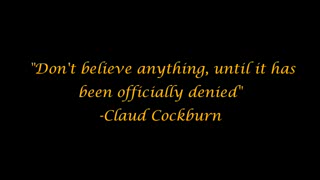 "Don't believe anything, until it has
been officially denied"
-Claud Cockburn